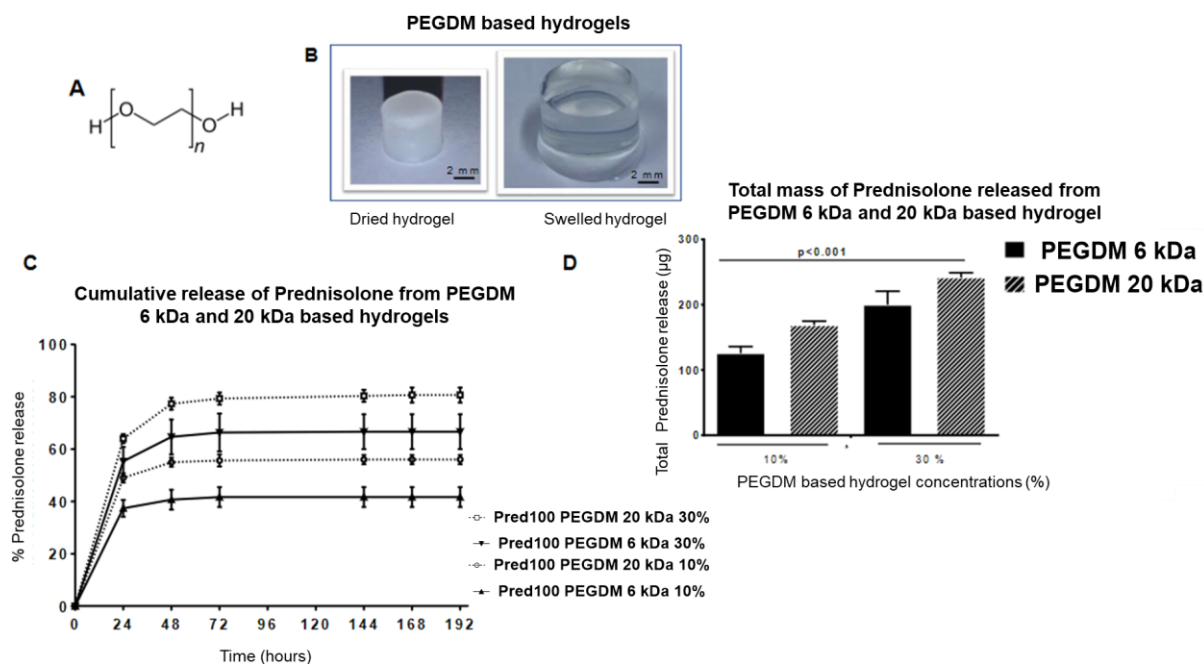 PEGDM based hydrogels
A
H
O
n
O
H
B
2 mm
2 mm
Dried hydrogel
Swelled hydrogel
C
Cumulative release of Prednisolone from PEGDM
6 kDa and 20 kDa based hydrogels
% Prednisolone release
100
80
60
40
20
0
0 24 48 72 96 120 144 168 192
Time (hours)
Pred100 PEGDM 20 kDa 30%
Pred100 PEGDM 6 kDa 30%
Pred100 PEGDM 20 kDa 10%
Pred100 PEGDM 6 kDa 10%
Total mass of Prednisolone released from
PEGDM 6 kDa and 20 kDa based hydrogel
D
Total Prednisolone release (µg)
300
200
100
0
p<0.001
PEGDM 6 kDa
PEGDM 20 kDa
10%
*
30 %
PEGDM based hydrogel concentrations (%)